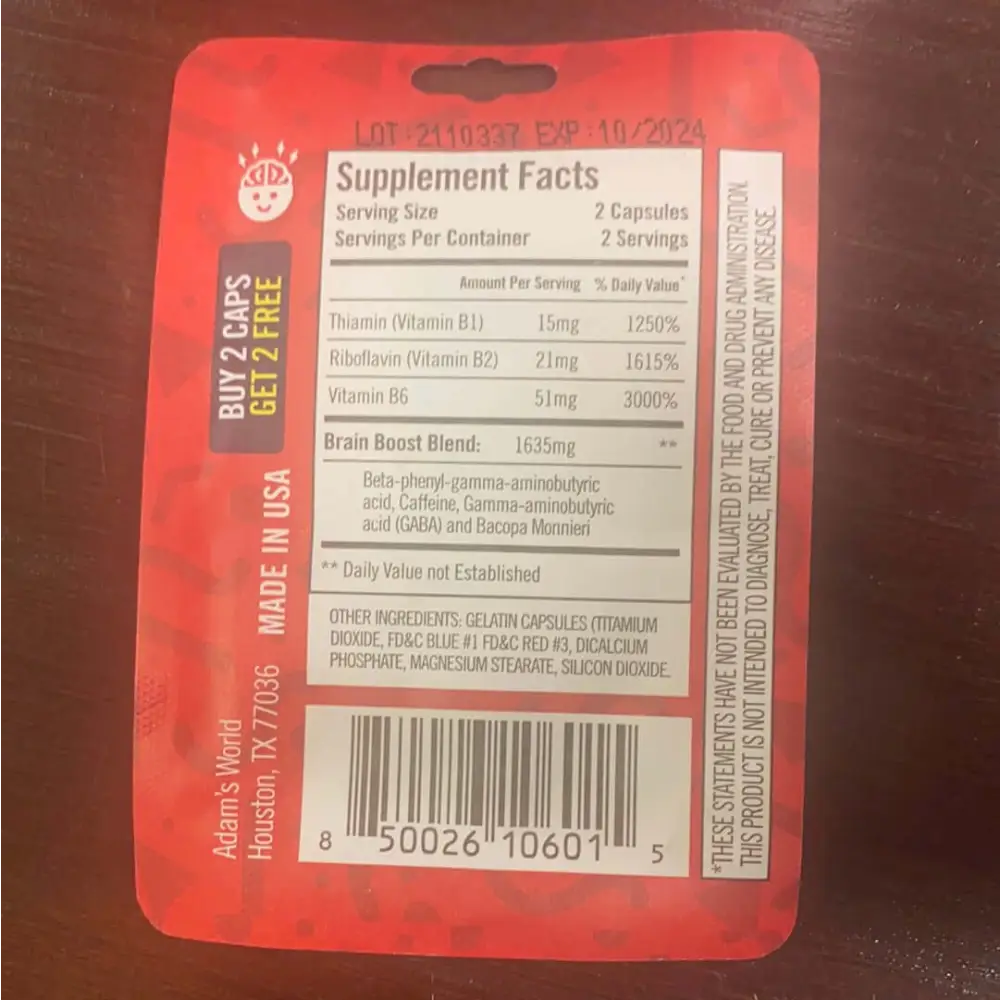 LOT:2110337 EXP:10/2024
Supplement Facts
Serving Size 2 Capsules
Servings Per Container 2 Servings
Amount Per Serving % Daily Value*
Thiamin (Vitamin B1) 15mg 1250%
Riboflavin (Vitamin B2) 21mg 1615%
Vitamin B6 51mg 3000%
Brain Boost Blend: 1635mg **
Beta-phenyl-gamma-aminobutyric
acid, Caffeine, Gamma-aminobutyric
acid (GABA) and Bacopa Monnieri
** Daily Value not Established
OTHER INGREDIENTS: GELATIN CAPSULES (TITAMIUM
DIOXIDE, FD&C BLUE #1 FD&C RED #3, DICALCIUM
PHOSPHATE, MAGNESIUM STEARATE, SILICON DIOXIDE.
8 50026 10601 5
BUY 2 CAPS
GET 2 FREE
MADE IN USA
Adam's World
Houston, TX 77036
*THESE STATEMENTS HAVE NOT BEEN EVALUATED BY THE FOOD AND DRUG ADMINISTRATION.
THIS PRODUCT IS NOT INTENDED TO DIAGNOSE, TREAT, CURE OR PREVENT ANY DISEASE.